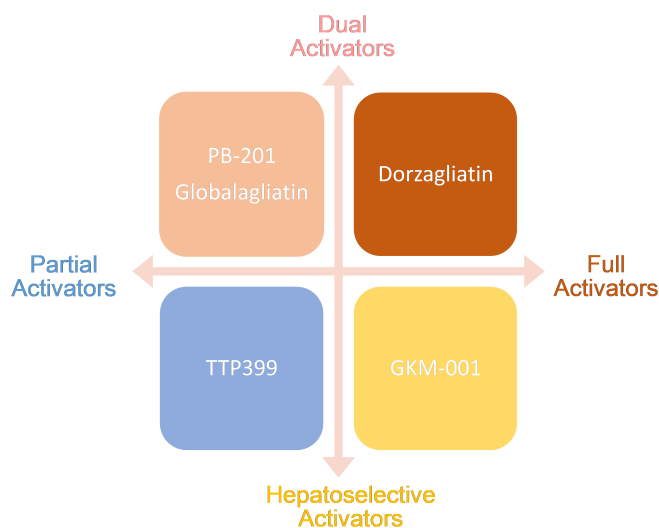 Dual
Activators
PB-201
Globalagliatin
Dorzagliatin
Partial
Activators
Full
Activators
TTP399
GKM-001
Hepatoselective
Activators